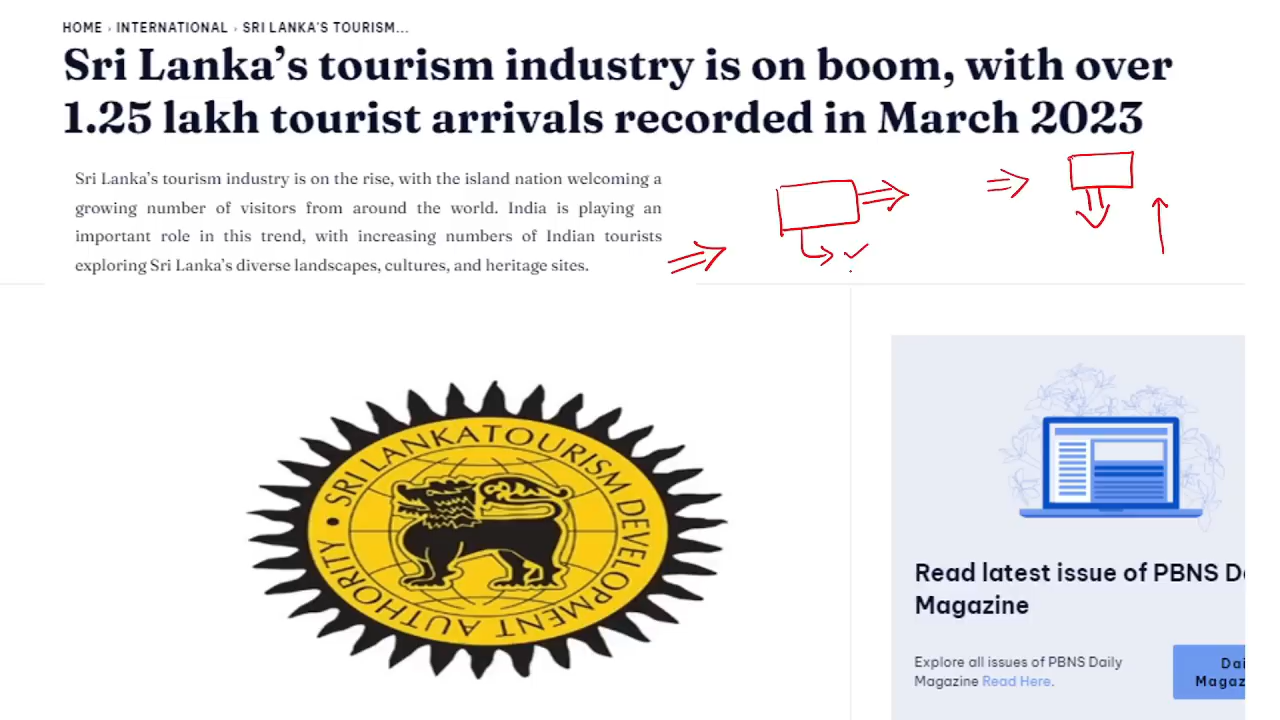 HOME › INTERNATIONAL › SRI LANKA'S TOURISM...
Sri Lanka’s tourism industry is on boom, with over
1.25 lakh tourist arrivals recorded in March 2023
Sri Lanka’s tourism industry is on the rise, with the island nation welcoming a
growing number of visitors from around the world. India is playing an
important role in this trend, with increasing numbers of Indian tourists
exploring Sri Lanka’s diverse landscapes, cultures, and heritage sites.
SRI LANKA TOURISM DEVELOPMENT AUTHORITY
Read latest issue of PBNS D
Magazine
Explore all issues of PBNS Daily
Magazine Read Here.
Dai
Magaz